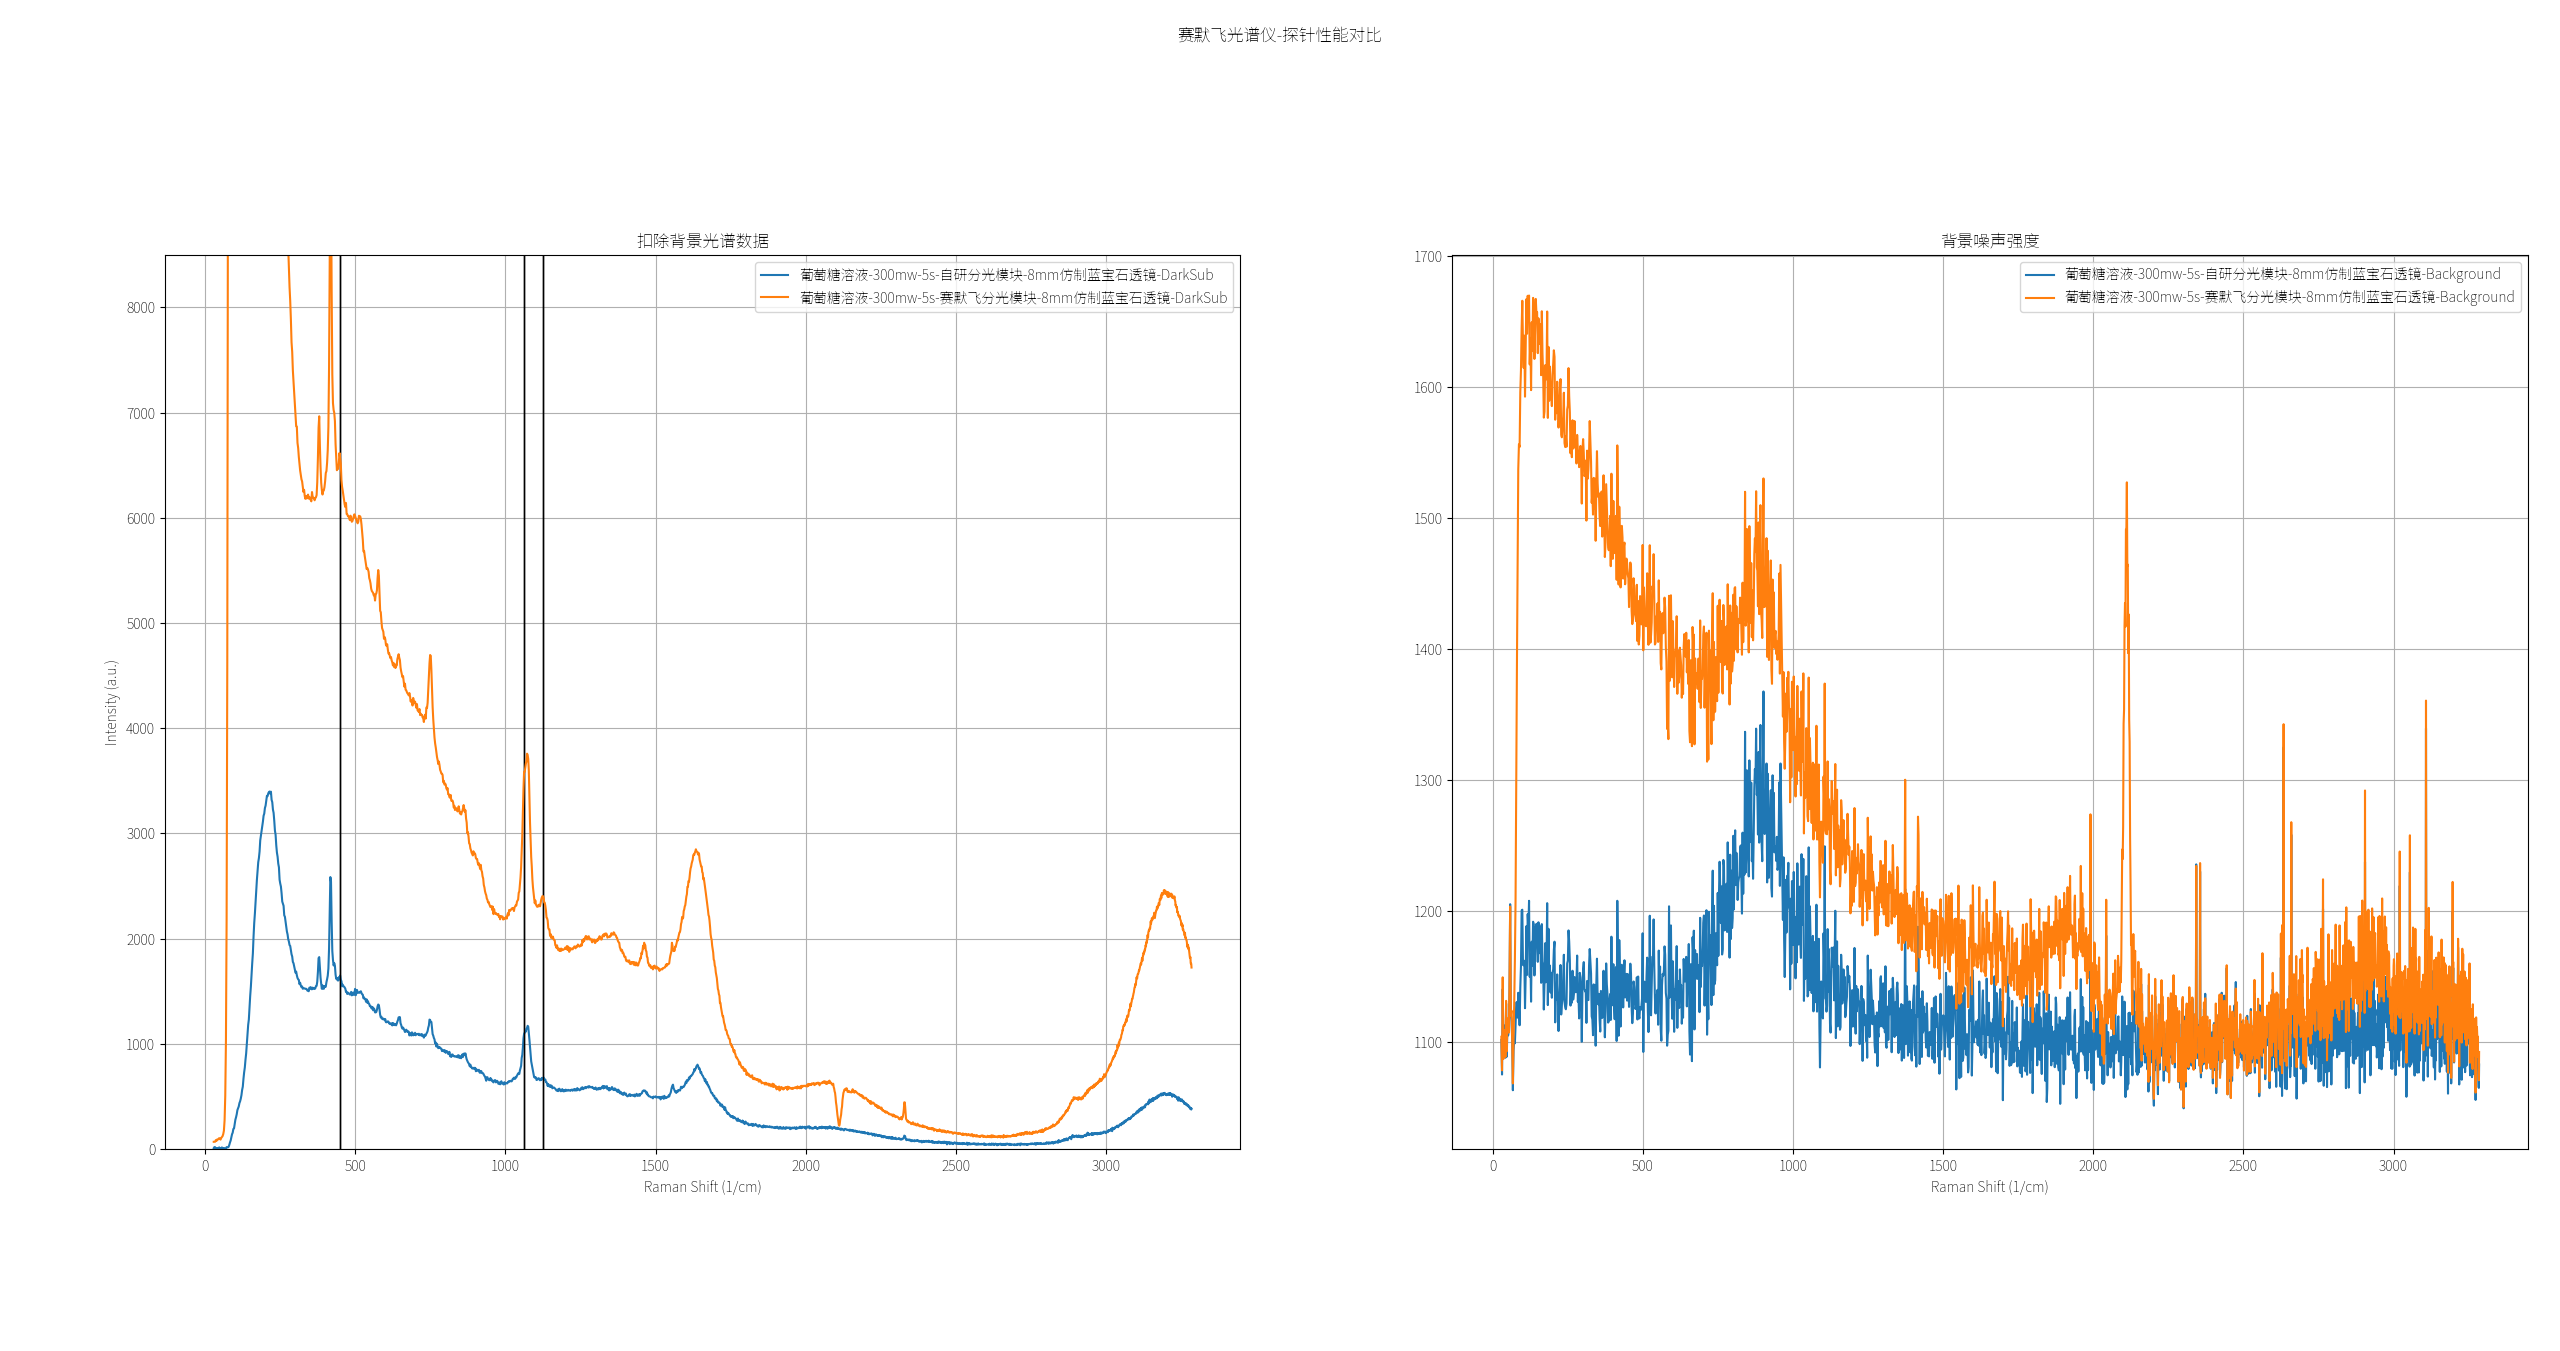 赛默飞光谱仪-探针性能对比
扣除背景光谱数据
葡萄糖溶液-300mw-5s-自研分光模块-8mm仿制蓝宝石透镜-DarkSub
葡萄糖溶液-300mw-5s-赛默飞分光模块-8mm仿制蓝宝石透镜-DarkSub
8000
7000
6000
5000
4000
3000
2000
1000
0
Intensity (a.u.)
0 500 1000 1500 2000 2500 3000
Raman Shift (1/cm)
背景噪声强度
葡萄糖溶液-300mw-5s-自研分光模块-8mm仿制蓝宝石透镜-Background
葡萄糖溶液-300mw-5s-赛默飞分光模块-8mm仿制蓝宝石透镜-Background
1700
1600
1500
1400
1300
1200
1100
0 500 1000 1500 2000 2500 3000
Raman Shift (1/cm)